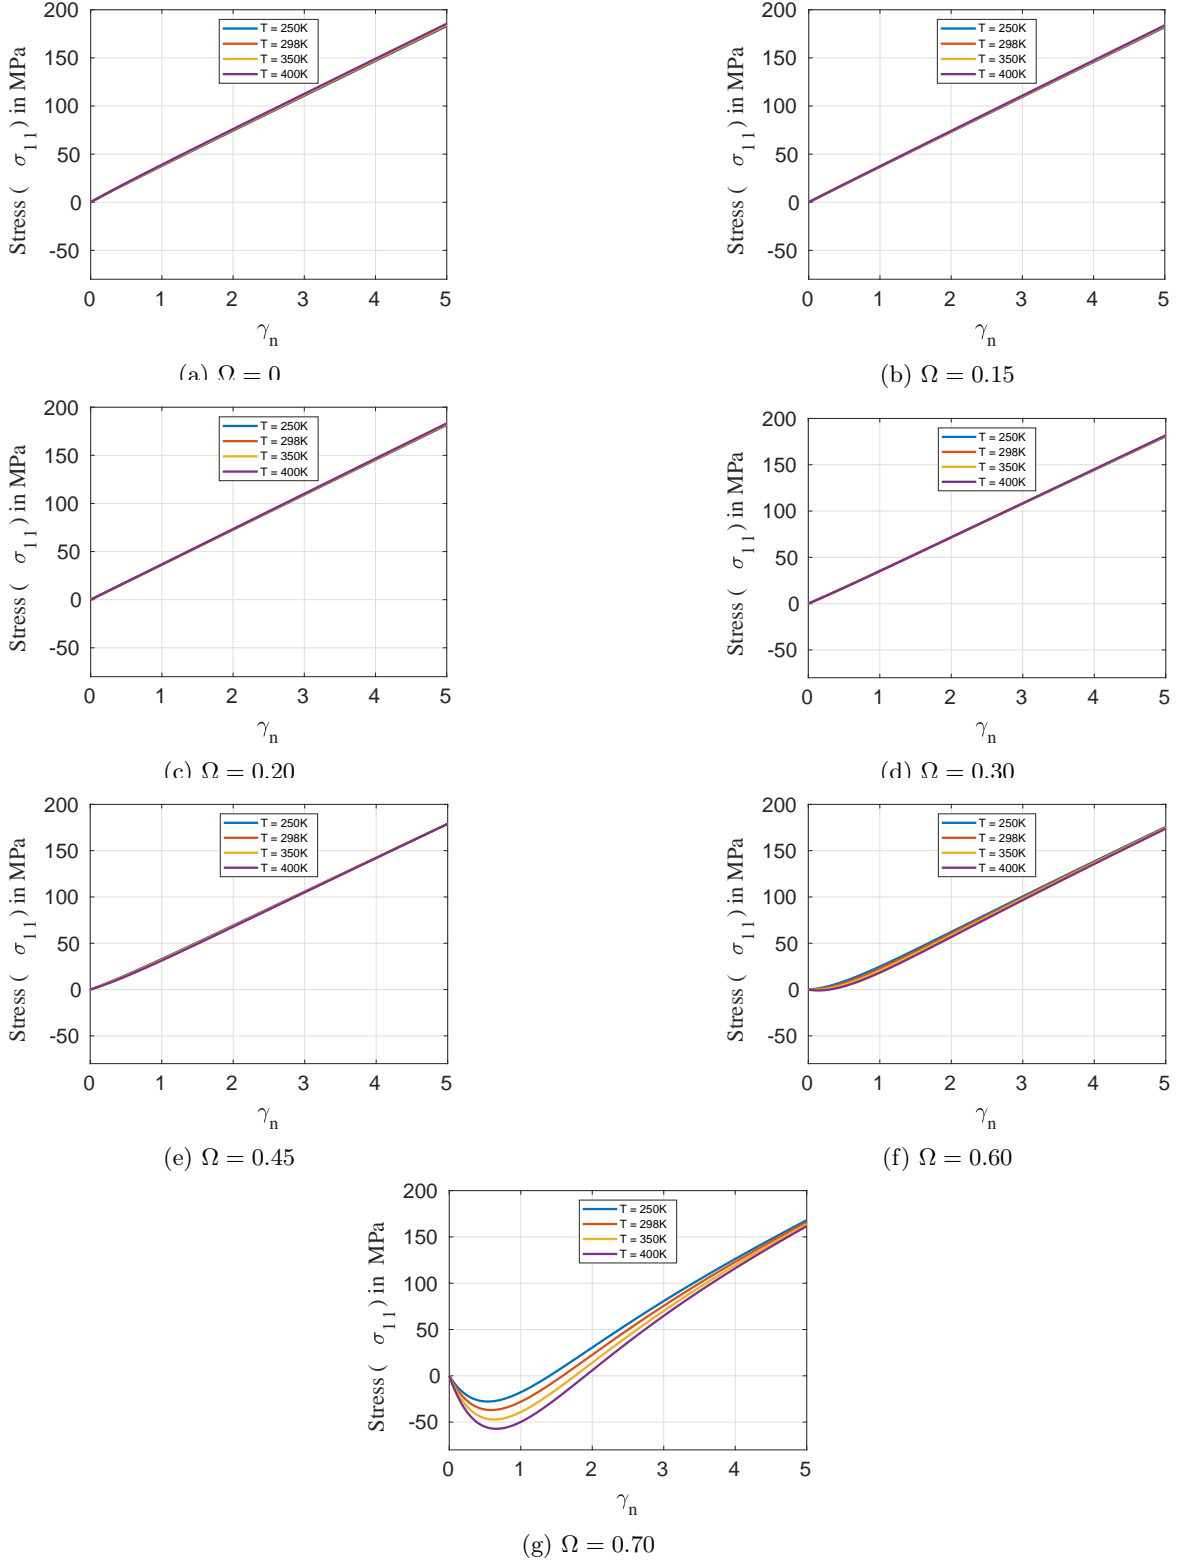 200
150
100
50
0
-50
Stress ( σ11 ) in MPa
T = 250K
T = 298K
T = 350K
T = 400K
0 1 2 3 4 5
γn
(a) Ω = 0
200
150
100
50
0
-50
Stress ( σ11 ) in MPa
T = 250K
T = 298K
T = 350K
T = 400K
0 1 2 3 4 5
γn
(b) Ω = 0.15
200
150
100
50
0
-50
Stress ( σ11 ) in MPa
T = 250K
T = 298K
T = 350K
T = 400K
0 1 2 3 4 5
γn
(c) Ω = 0.20
200
150
100
50
0
-50
Stress ( σ11 ) in MPa
T = 250K
T = 298K
T = 350K
T = 400K
0 1 2 3 4 5
γn
(d) Ω = 0.30
200
150
100
50
0
-50
Stress ( σ11 ) in MPa
T = 250K
T = 298K
T = 350K
T = 400K
0 1 2 3 4 5
γn
(e) Ω = 0.45
200
150
100
50
0
-50
Stress ( σ11 ) in MPa
T = 250K
T = 298K
T = 350K
T = 400K
0 1 2 3 4 5
γn
(f) Ω = 0.60
200
150
100
50
0
-50
Stress ( σ11 ) in MPa
T = 250K
T = 298K
T = 350K
T = 400K
0 1 2 3 4 5
γn
(g) Ω = 0.70